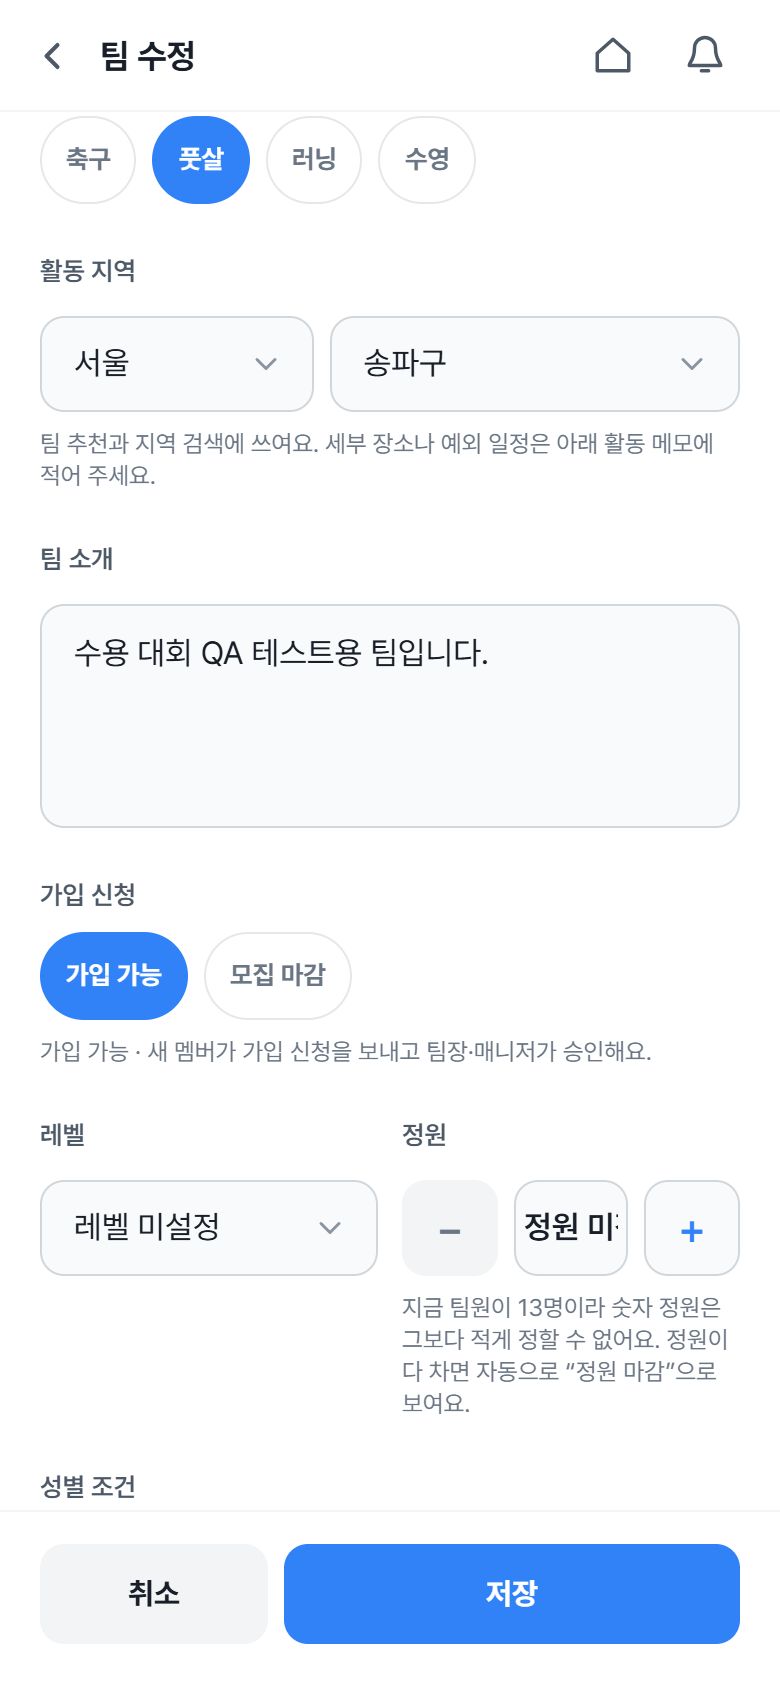 팀 수정
축구 풋살 러닝 수영
활동 지역
서울 송파구
팀 추천과 지역 검색에 쓰여요. 세부 장소나 예외 일정은 아래 활동 메모에
적어 주세요.
팀 소개
수용 대회 QA 테스트용 팀입니다.
가입 신청
가입 가능 모집 마감
가입 가능 · 새 멤버가 가입 신청을 보내고 팀장·매니저가 승인해요.
레벨 정원
레벨 미설정 − 정원 미 +
지금 팀원이 13명이라 숫자 정원은
그보다 적게 정할 수 없어요. 정원이
다 차면 자동으로 “정원 마감”으로
보여요.
성별 조건
취소 저장